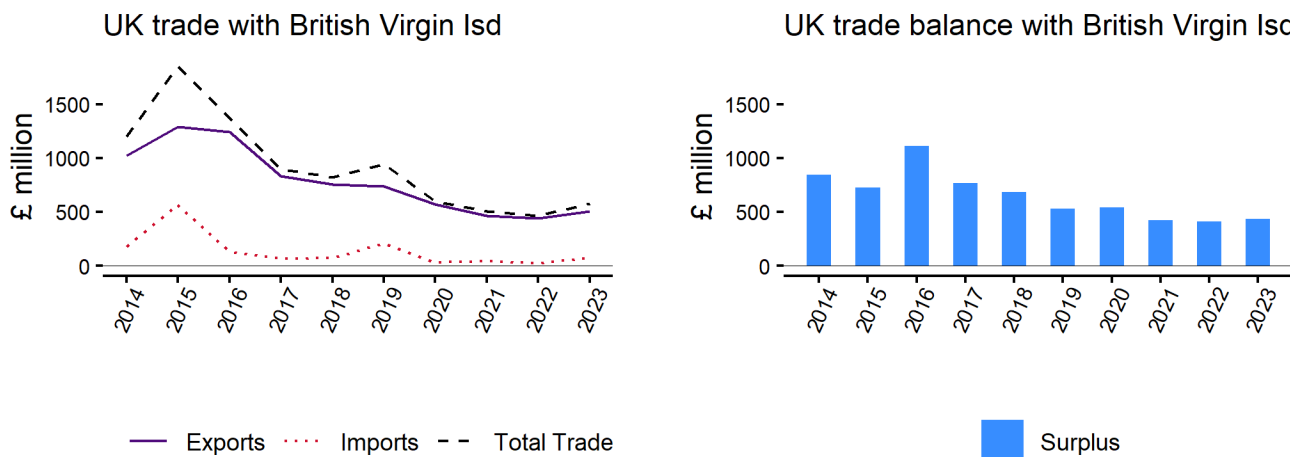 UK trade with British Virgin Isd
£ million
1500
1000
500
0
2014 2015 2016 2017 2018 2019 2020 2021 2022 2023
Exports Imports Total Trade
UK trade balance with British Virgin Isd
£ million
1500
1000
500
0
2014 2015 2016 2017 2018 2019 2020 2021 2022 2023
Surplus